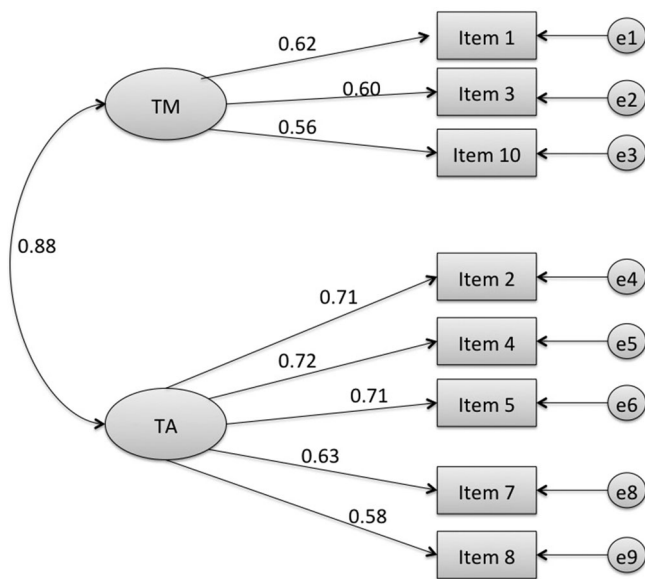 0.62
Item 1
e1
TM
0.60
Item 3
e2
0.56
Item 10
e3
0.88
0.71
Item 2
e4
0.72
Item 4
e5
TA
0.71
Item 5
e6
0.63
Item 7
e8
0.58
Item 8
e9